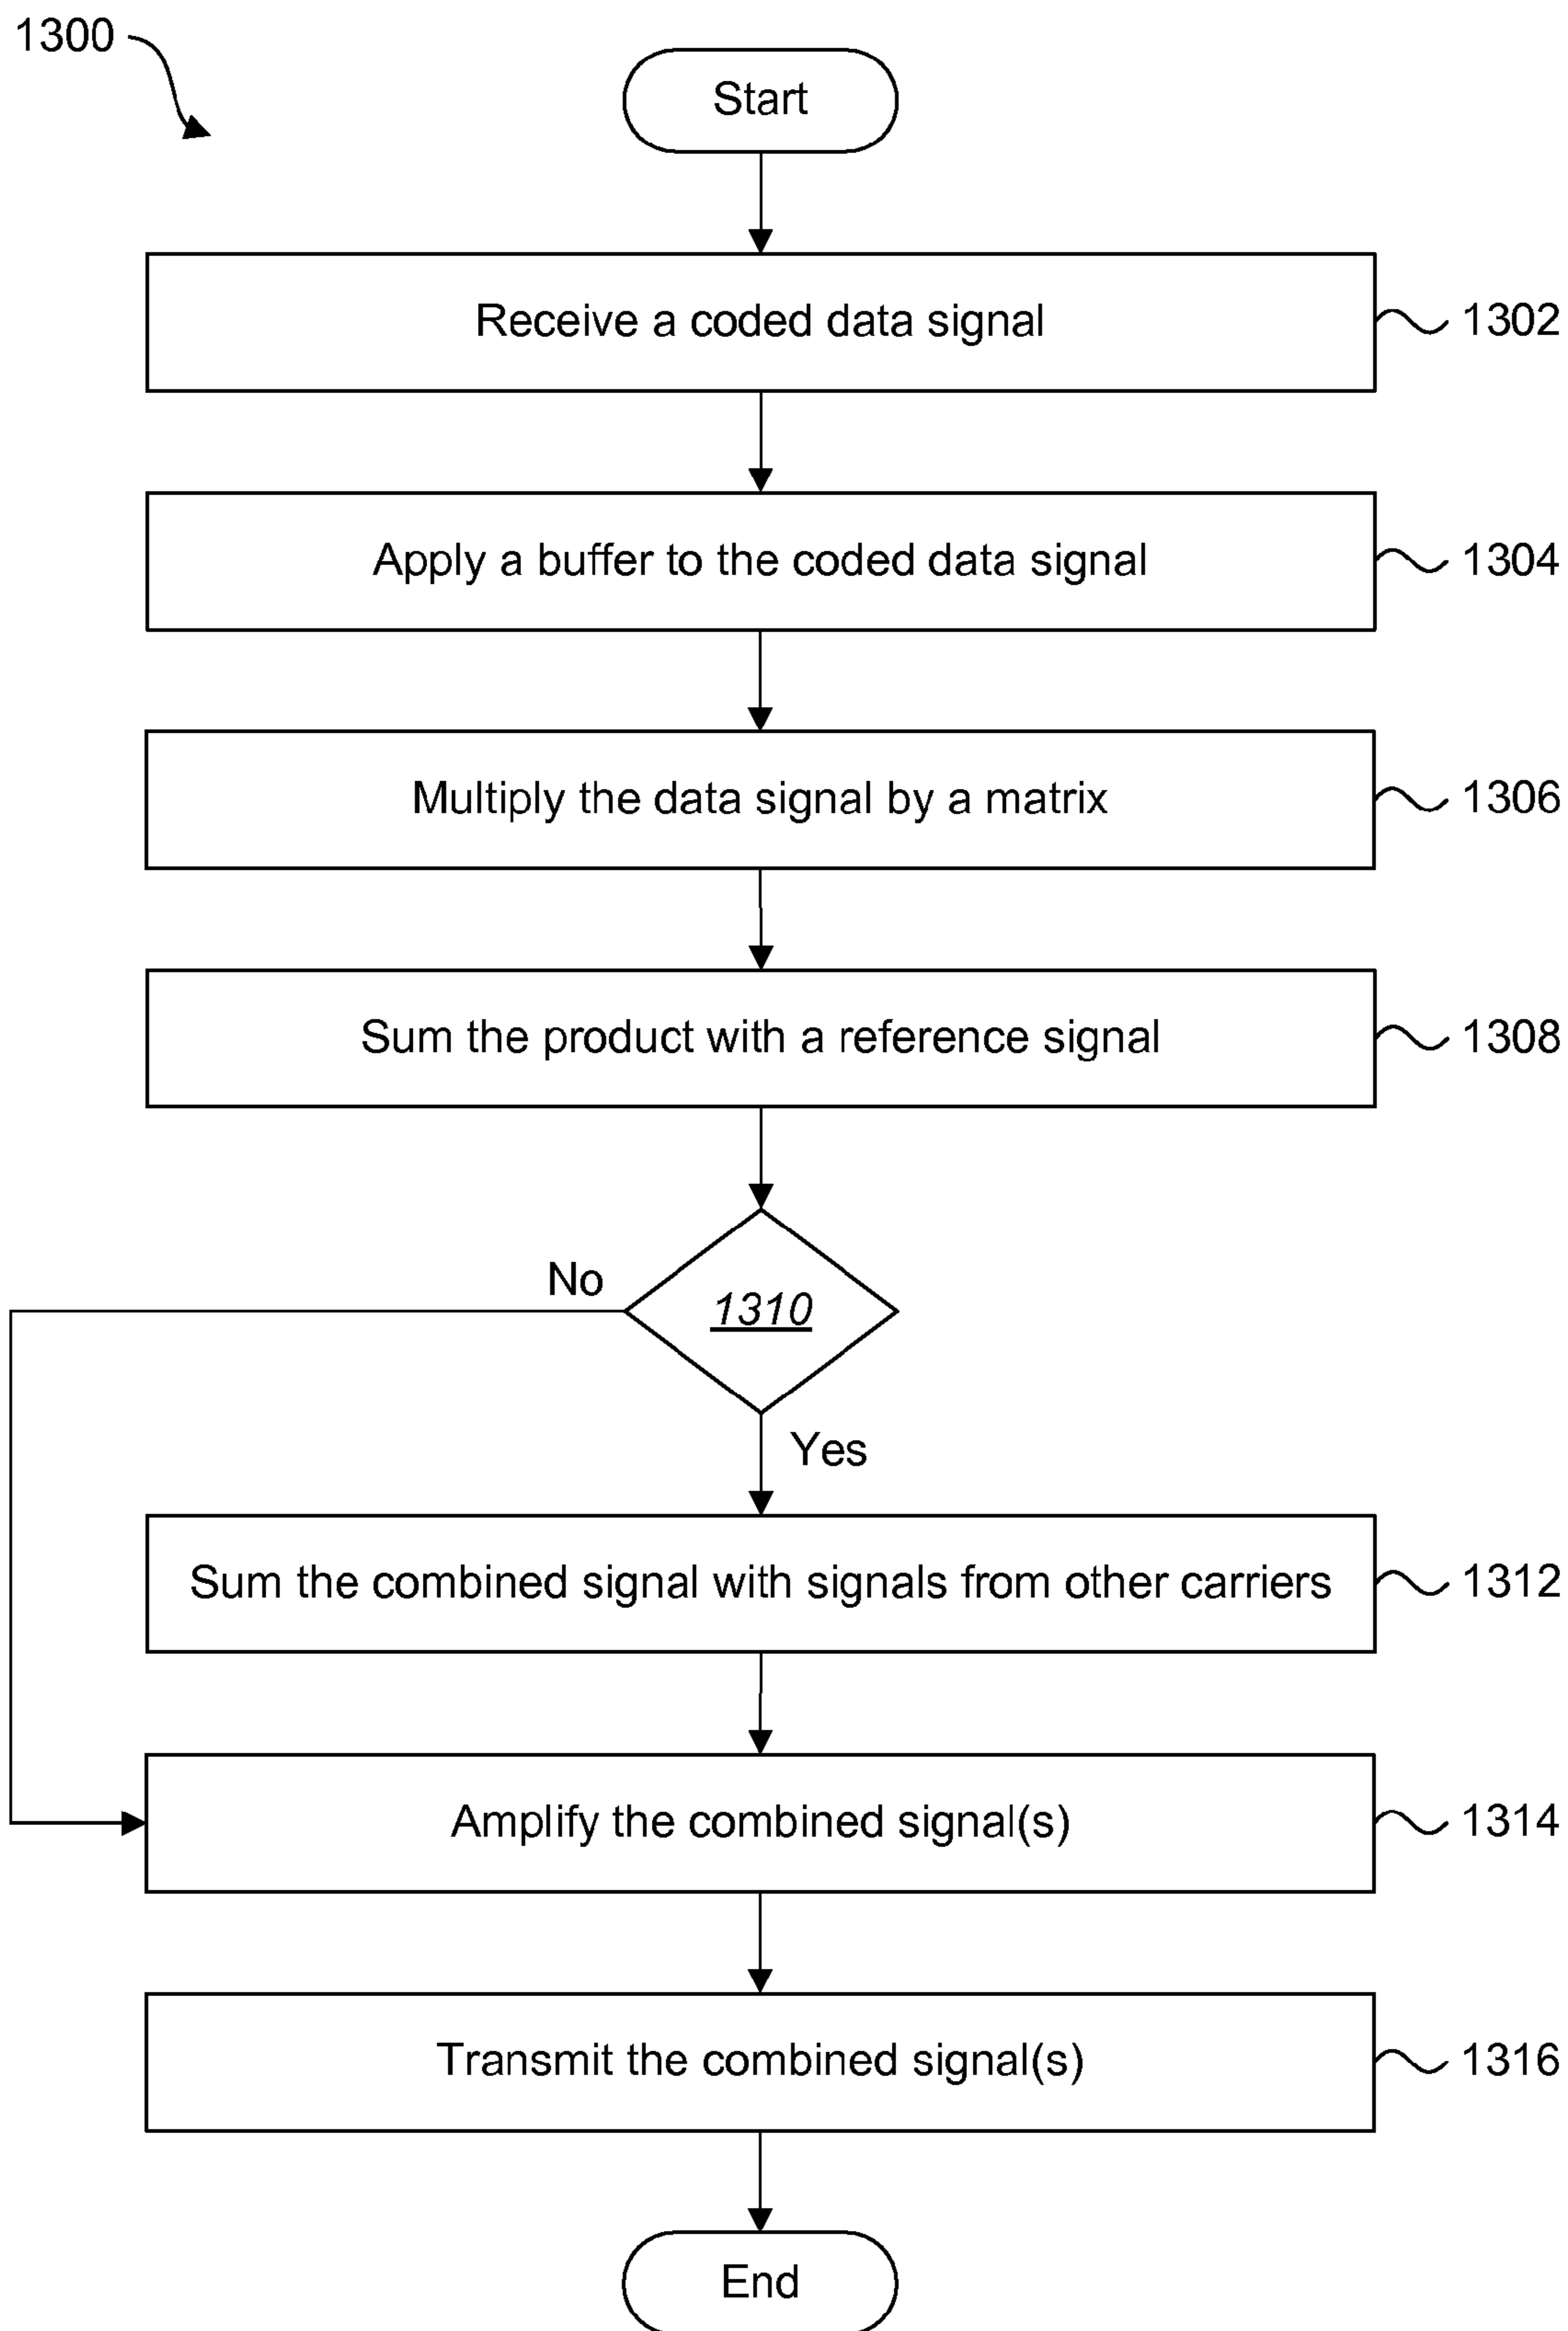 1300
Start
Receive a coded data signal
1302
Apply a buffer to the coded data signal
1304
Multiply the data signal by a matrix
1306
Sum the product with a reference signal
1308
No
1310
Yes
Sum the combined signal with signals from other carriers
1312
Amplify the combined signal(s)
1314
Transmit the combined signal(s)
1316
End